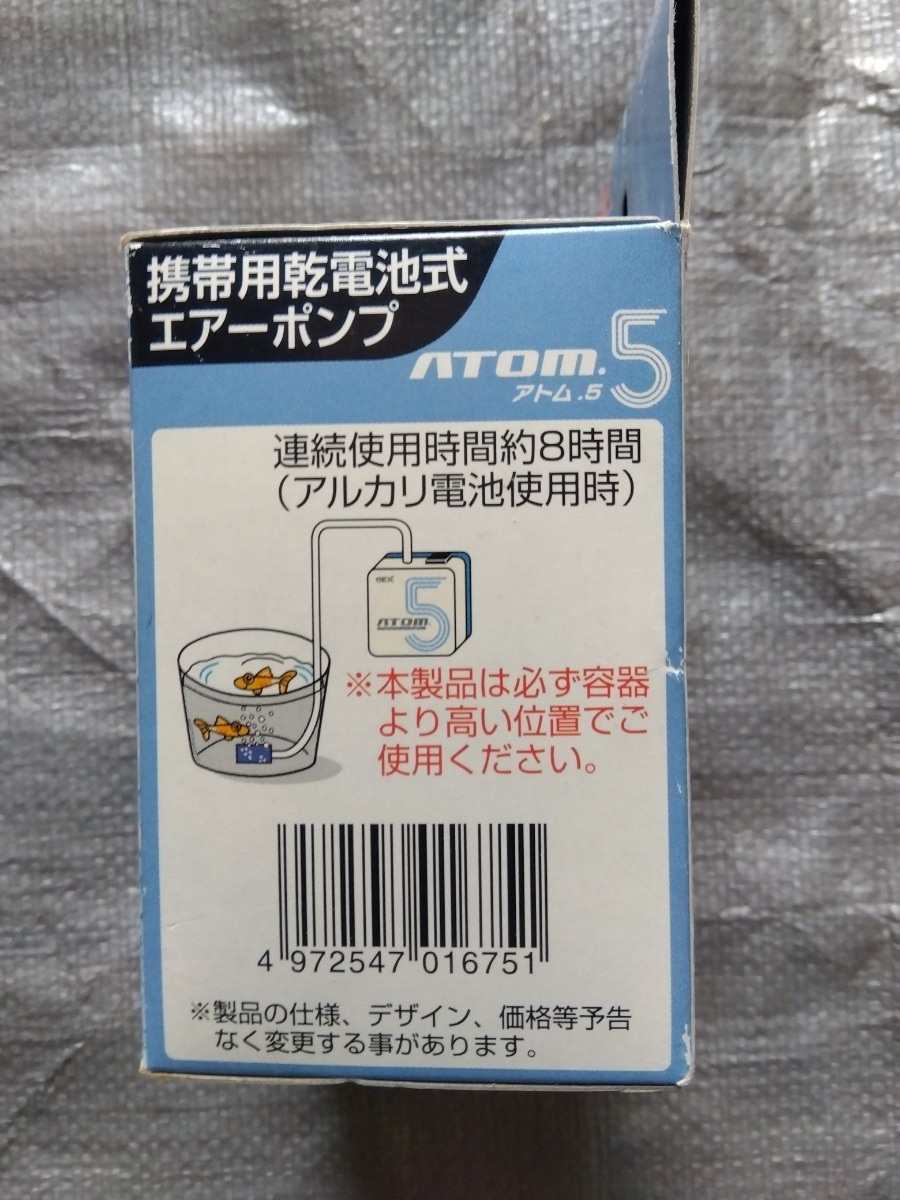 携帯用乾電池式
エアーポンプ
ATOM.5
アトム.5
連続使用時間約8時間
(アルカリ電池使用時)
GEX
5
ATOM.
※本製品は必ず容器
より高い位置でご
使用ください。
4 972547 016751
※製品の仕様、デザイン、価格等予告
なく変更する事があります。